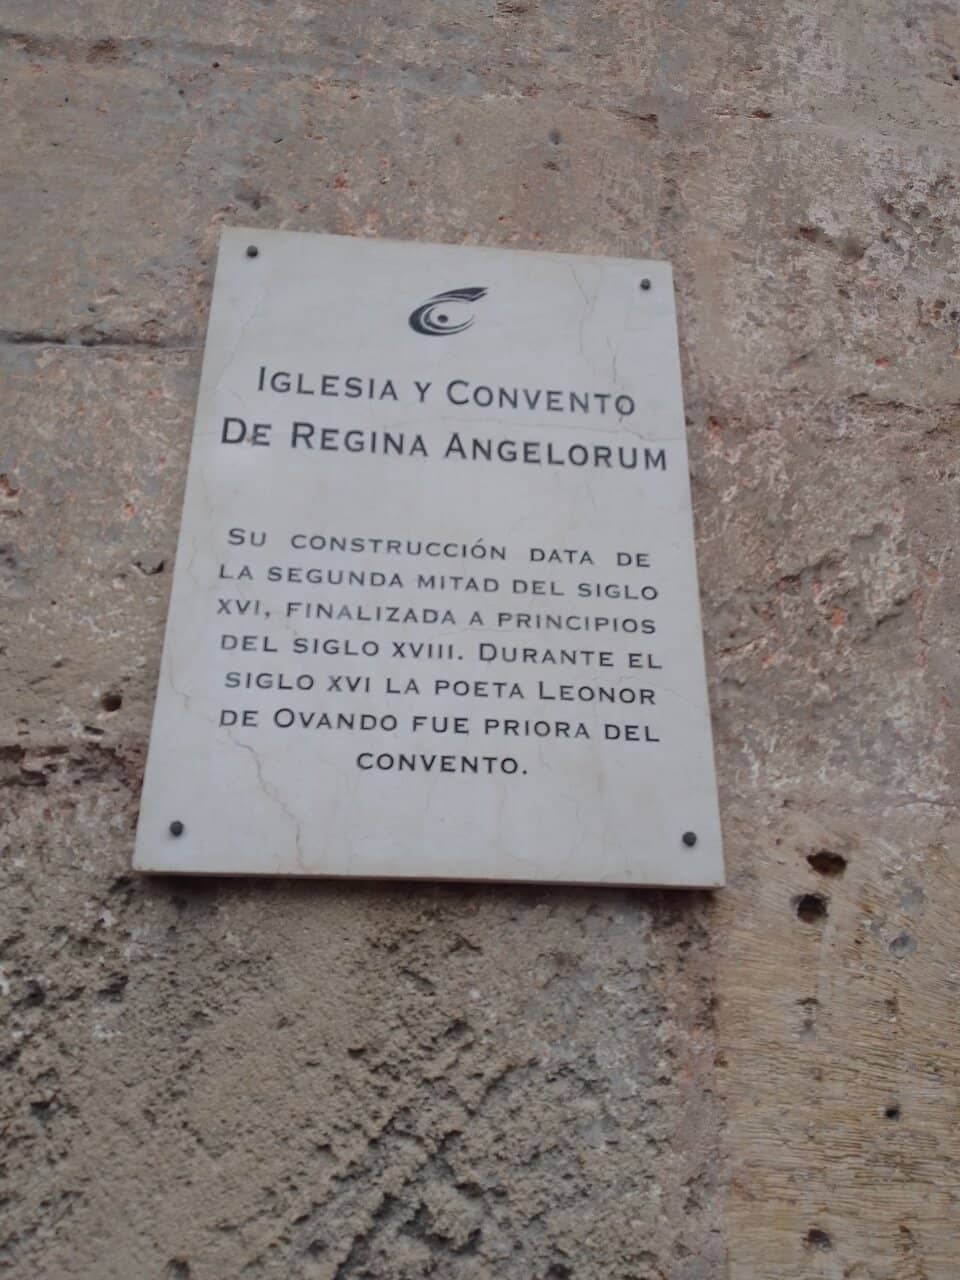 Iglesia y Convento
De Regina Angelorum
Su construcción data de
la segunda mitad del siglo
XVI, finalizada a principios
del siglo XVIII. Durante el
siglo XVI la poeta Leonor
de Ovando fue priora del
convento.